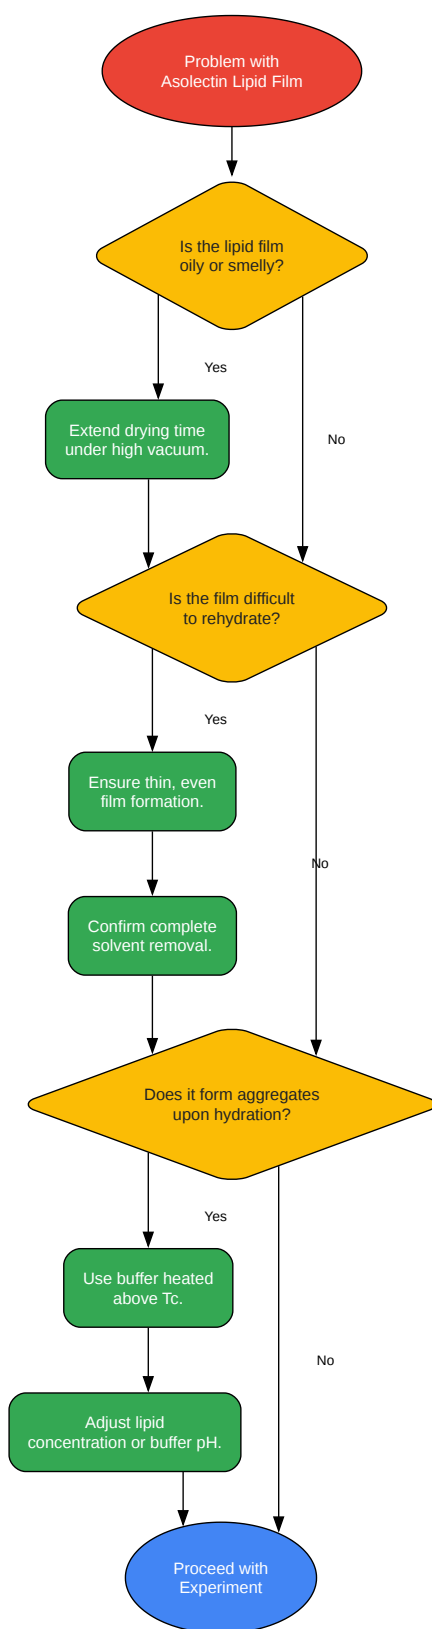 Problem with
Asolectin Lipid Film
Is the lipid film
oily or smelly?
Yes
Extend drying time
under high vacuum.
No
Is the film difficult
to rehydrate?
Yes
Ensure thin, even
film formation.
No
Confirm complete
solvent removal.
Does it form aggregates
upon hydration?
Yes
Use buffer heated
above Tc.
No
Adjust lipid
concentration or buffer pH.
Proceed with
Experiment